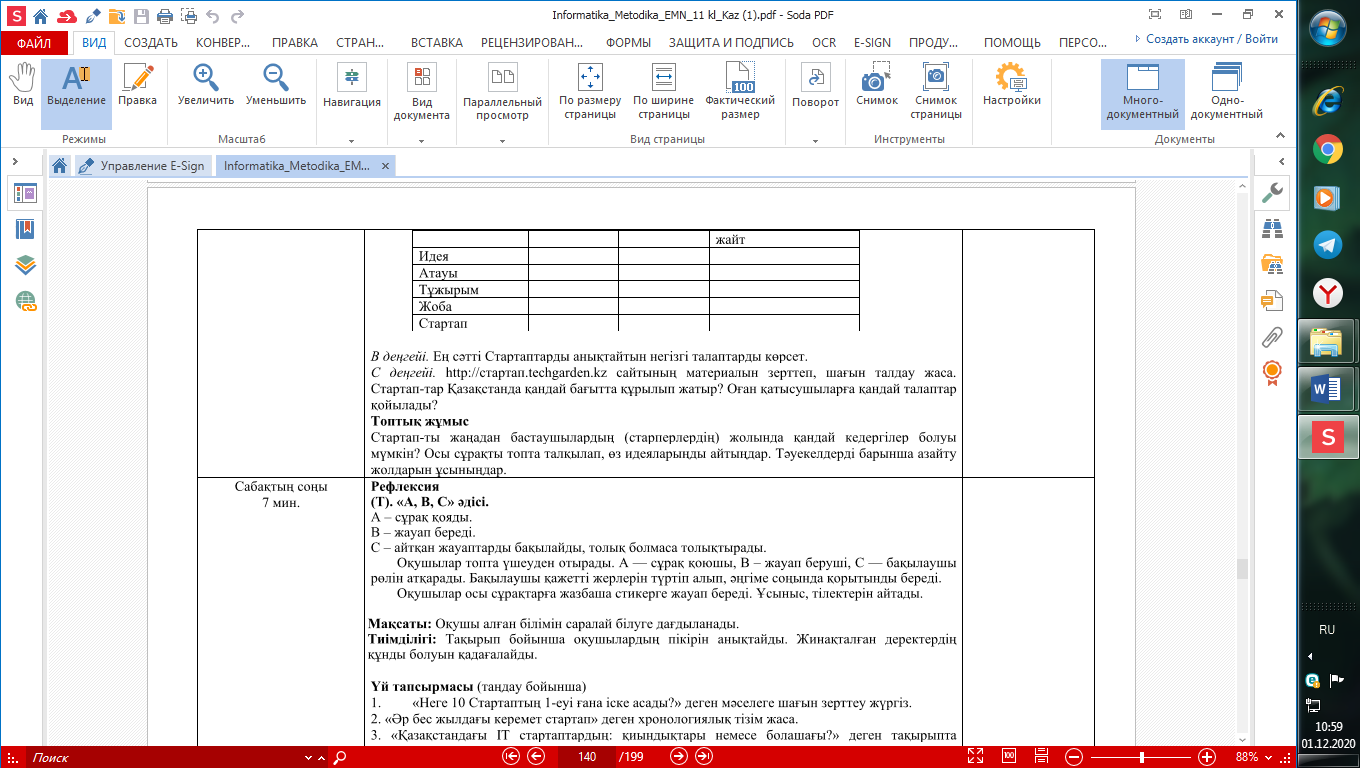 Informatika_Metodika_EMN_11 kl_Kaz (1).pdf - Soda PDF
ФАЙЛ ВИД СОЗДАТЬ КОНВЕР... ПРАВКА СТРАН... ВСТАВКА РЕЦЕНЗИРОВАН... ФОРМЫ ЗАЩИТА И ПОДПИСЬ OCR E-SIGN ПРОДУ... ПОМОЩЬ ПЕРСО... Создать аккаунт / Войти
Вид Выделение Правка
Режимы
Увеличить Уменьшить
Масштаб
Навигация
Вид документа
Параллельный просмотр
По размеру страницы По ширине страницы Фактический размер
Вид страницы
Поворот
Снимок Снимок страницы
Инструменты
Настройки
Много-документный Одно-документный
Документы
Управление E-Sign Informatika_Metodika_EM...
жайт
Идея
Атауы
Тұжырым
Жоба
Стартап
В деңгейі. Ең сәтті Стартаптарды анықтайтын негізгі талаптарды көрсет.
С деңгейі. http://стартап.techgarden.kz сайтының материалын зерттеп, шағын талдау жаса.
Стартап-тар Қазақстанда қандай бағытта құрылып жатыр? Оған қатысушыларға қандай талаптар
қойылады?
Топтық жұмыс
Стартап-ты жаңадан бастаушылардың (старперлердің) жолында қандай кедергілер болуы
мүмкін? Осы сұрақты топта талқылап, өз идеяларыңды айтыңдар. Тәуекелдерді барынша азайту
жолдарын ұсыныңдар.
Сабақтың соңы
7 мин.
Рефлексия
(Т). «А, В, С» әдісі.
А – сұрақ қояды.
В – жауап береді.
С – айтқан жауаптарды бақылайды, толық болмаса толықтырады.
Оқушылар топта үшеуден отырады. А — сұрақ қоюшы, В – жауап беруші, С — бақылаушы
рөлін атқарады. Бақылаушы қажетті жерлерін түртіп алып, әңгіме соңында қорытынды береді.
Оқушылар осы сұрақтарға жазбаша стикерге жауап береді. Ұсыныс, тілектерін айтады.
Мақсаты: Оқушы алған білімін саралай білуге дағдыланады.
Тиімділігі: Тақырып бойынша оқушылардың пікірін анықтайды. Жинақталған деректердің
құнды болуын қадағалайды.
Үй тапсырмасы (таңдау бойынша)
1. «Неге 10 Стартаптың 1-еуі ғана іске асады?» деген мәселеге шағын зерттеу жүргіз.
2. «Әр бес жылдағы керемет стартап» деген хронологиялық тізім жаса.
3. «Қазақстандағы IT стартаптардың: қиындықтары немесе болашағы?» деген тақырыпта
Поиск 140 /199 88%
RU
10:59
01.12.2020